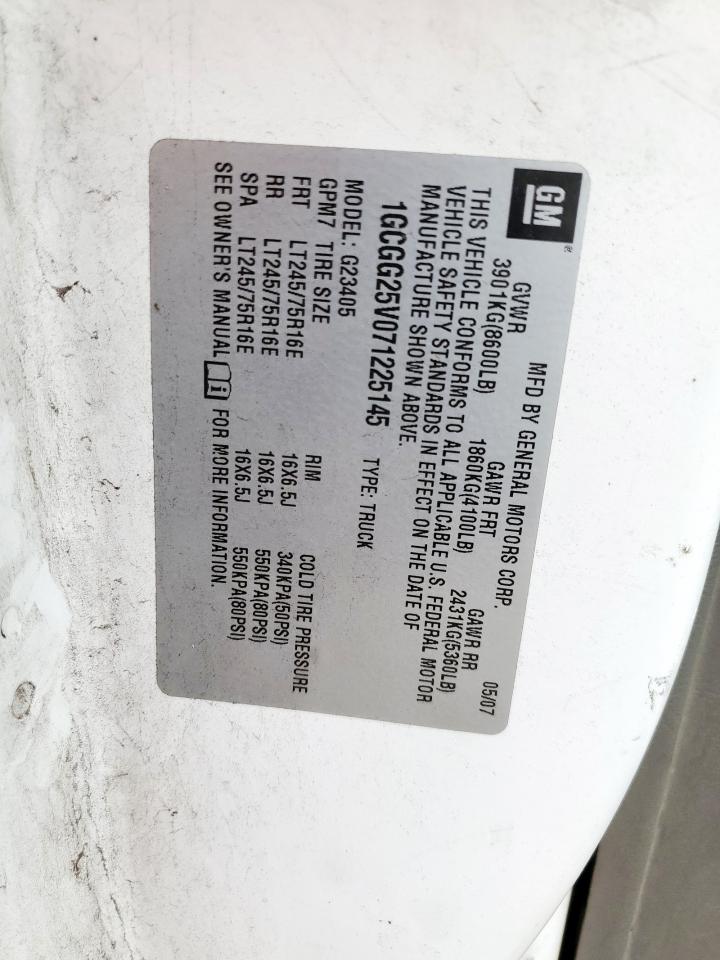 GM®
MFD BY GENERAL MOTORS CORP. 05/07
GVWR GAWR FRT GAWR RR
3901KG(8600LB) 1860KG(4100LB) 2431KG(5360LB)
THIS VEHICLE CONFORMS TO ALL APPLICABLE U.S. FEDERAL MOTOR
VEHICLE SAFETY STANDARDS IN EFFECT ON THE DATE OF
MANUFACTURE SHOWN ABOVE.
1GCGG25V071225145 TYPE: TRUCK
MODEL: G23405
GPM7 TIRE SIZE RIM COLD TIRE PRESSURE
FRT LT245/75R16E 16X6.5J 340KPA(50PSI)
RR LT245/75R16E 16X6.5J 550KPA(80PSI)
SPA LT245/75R16E 16X6.5J 550KPA(80PSI)
SEE OWNER'S MANUAL i FOR MORE INFORMATION.